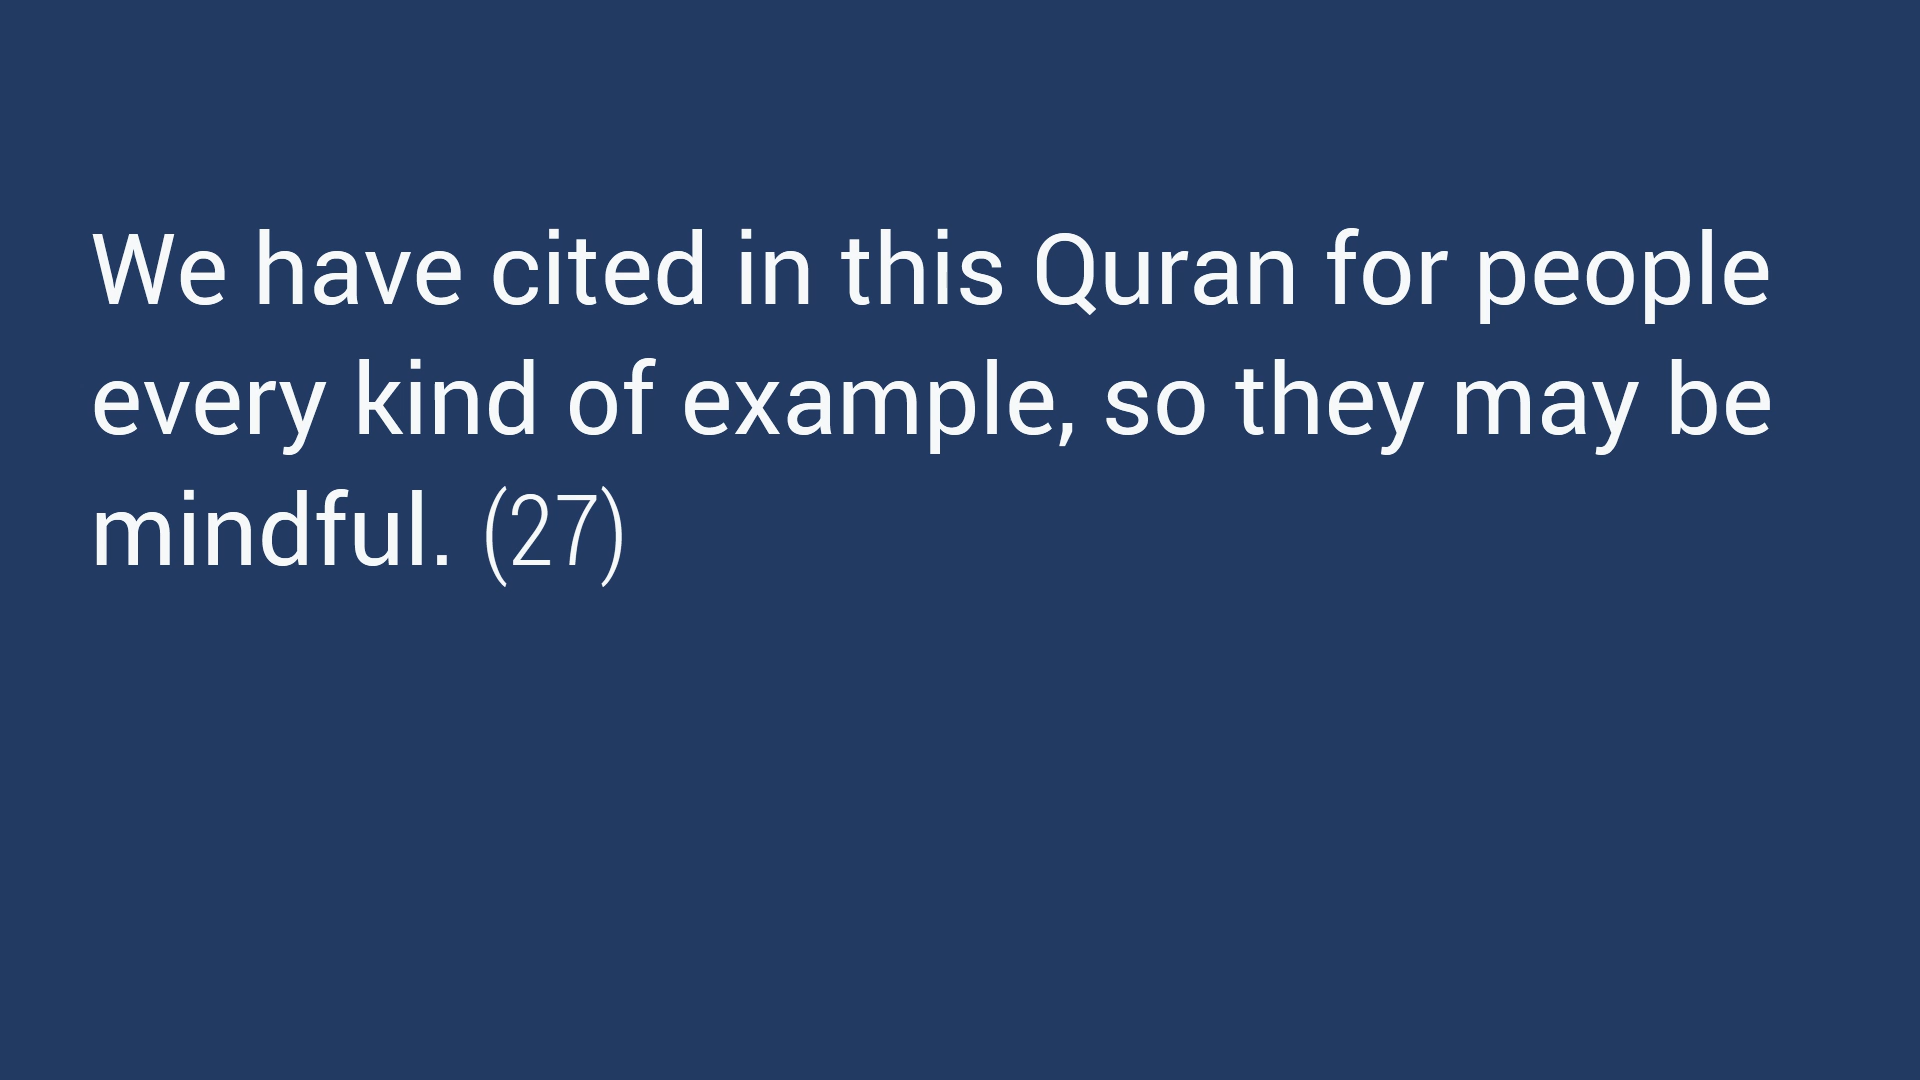 We have cited in this Quran for people
every kind of example, so they may be
mindful. (27)